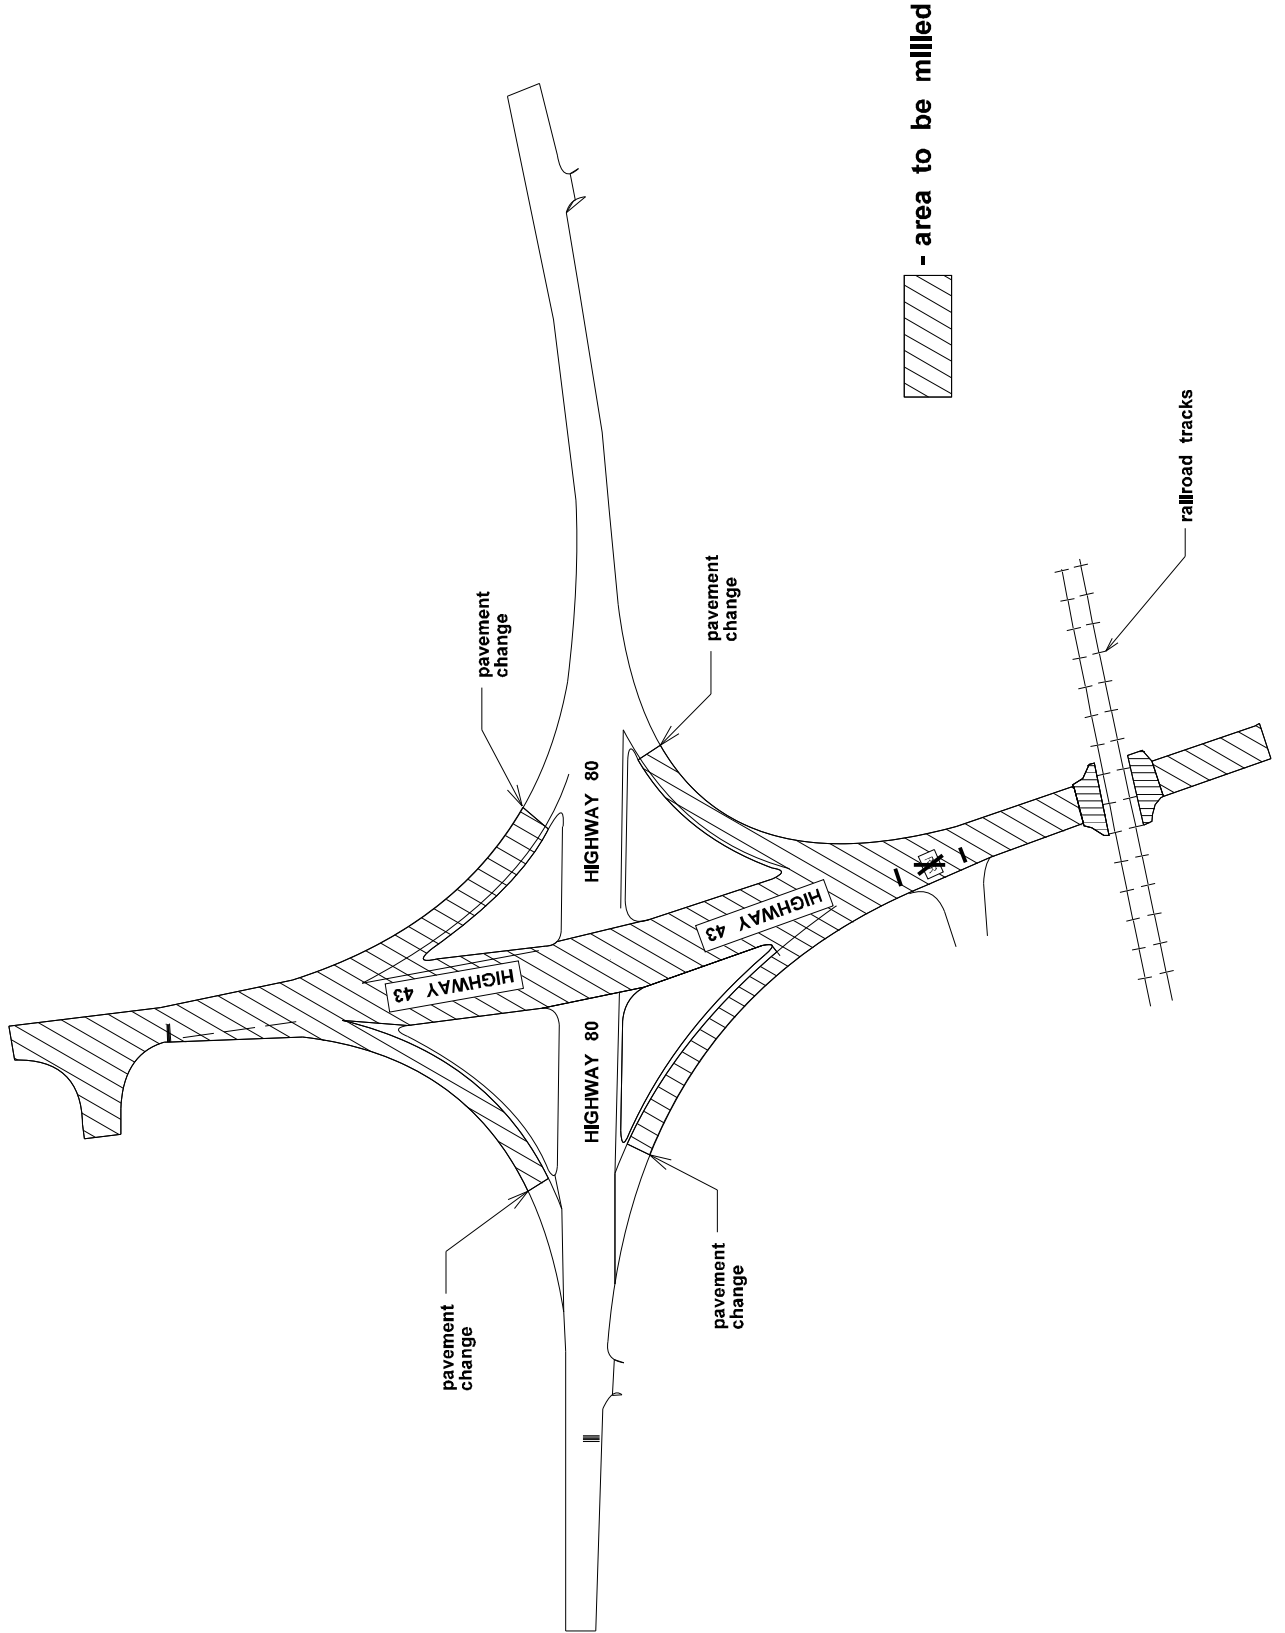 - area to be milled
railroad tracks
pavement
change
pavement
change
HIGHWAY 80
HIGHWAY 43
HIGHWAY 43
HIGHWAY 80
pavement
change
pavement
change